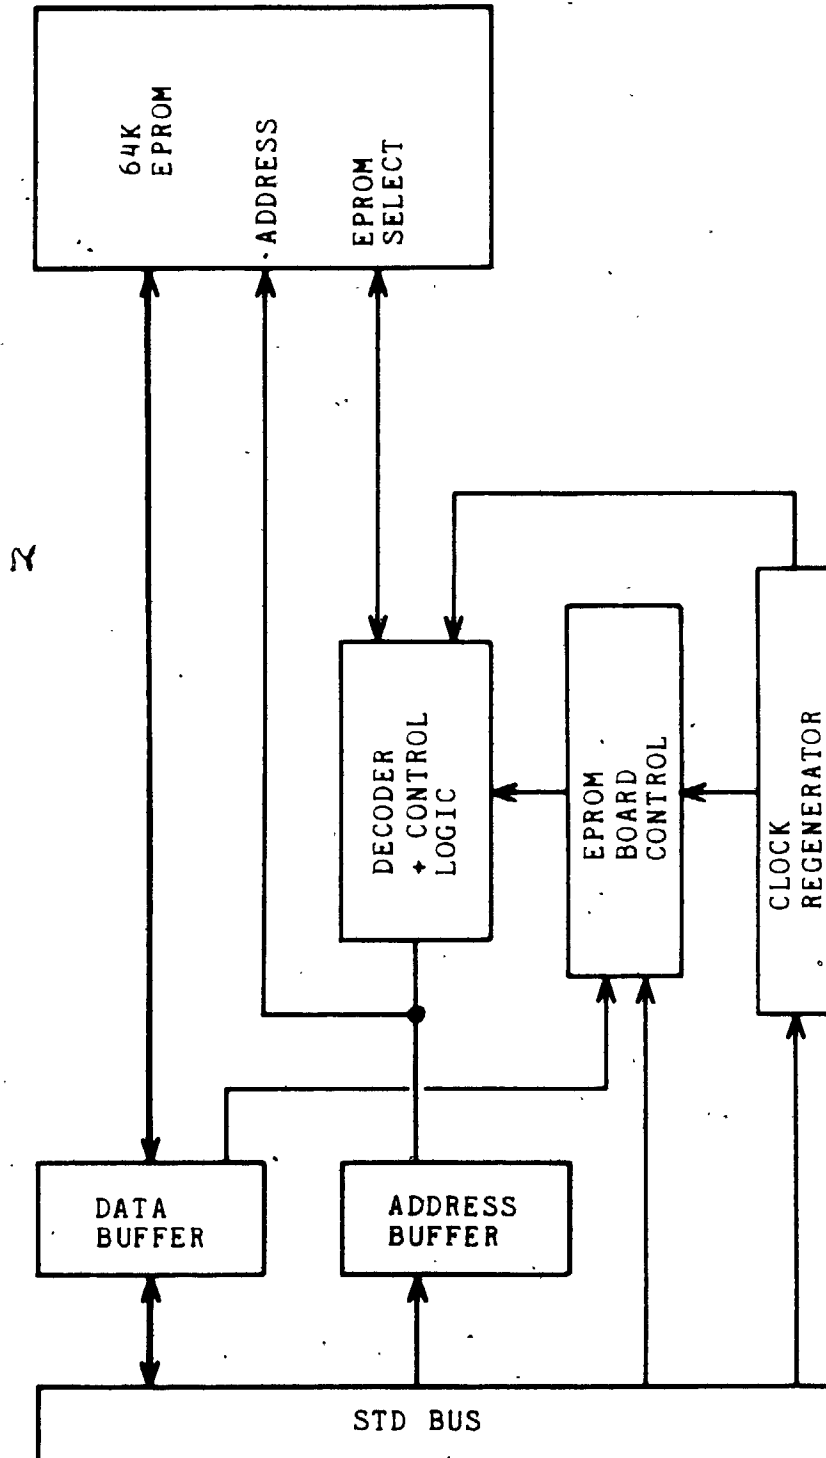 64K
EPROM
ADDRESS
EPROM
SELECT
2
DECODER
+ CONTROL
LOGIC
EPROM
BOARD
CONTROL
CLOCK
REGENERATOR
DATA
BUFFER
ADDRESS
BUFFER
STD BUS